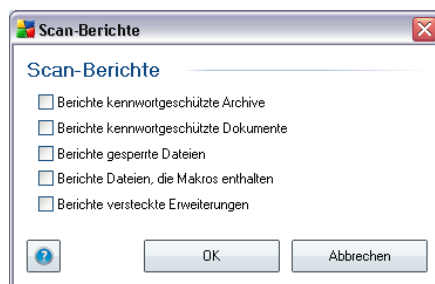 Scan-Berichte
Scan-Berichte
Berichte kennwortgeschützte Archive
Berichte kennwortgeschützte Dokumente
Berichte gesperrte Dateien
Berichte Dateien, die Makros enthalten
Berichte versteckte Erweiterungen
? OK Abbrechen